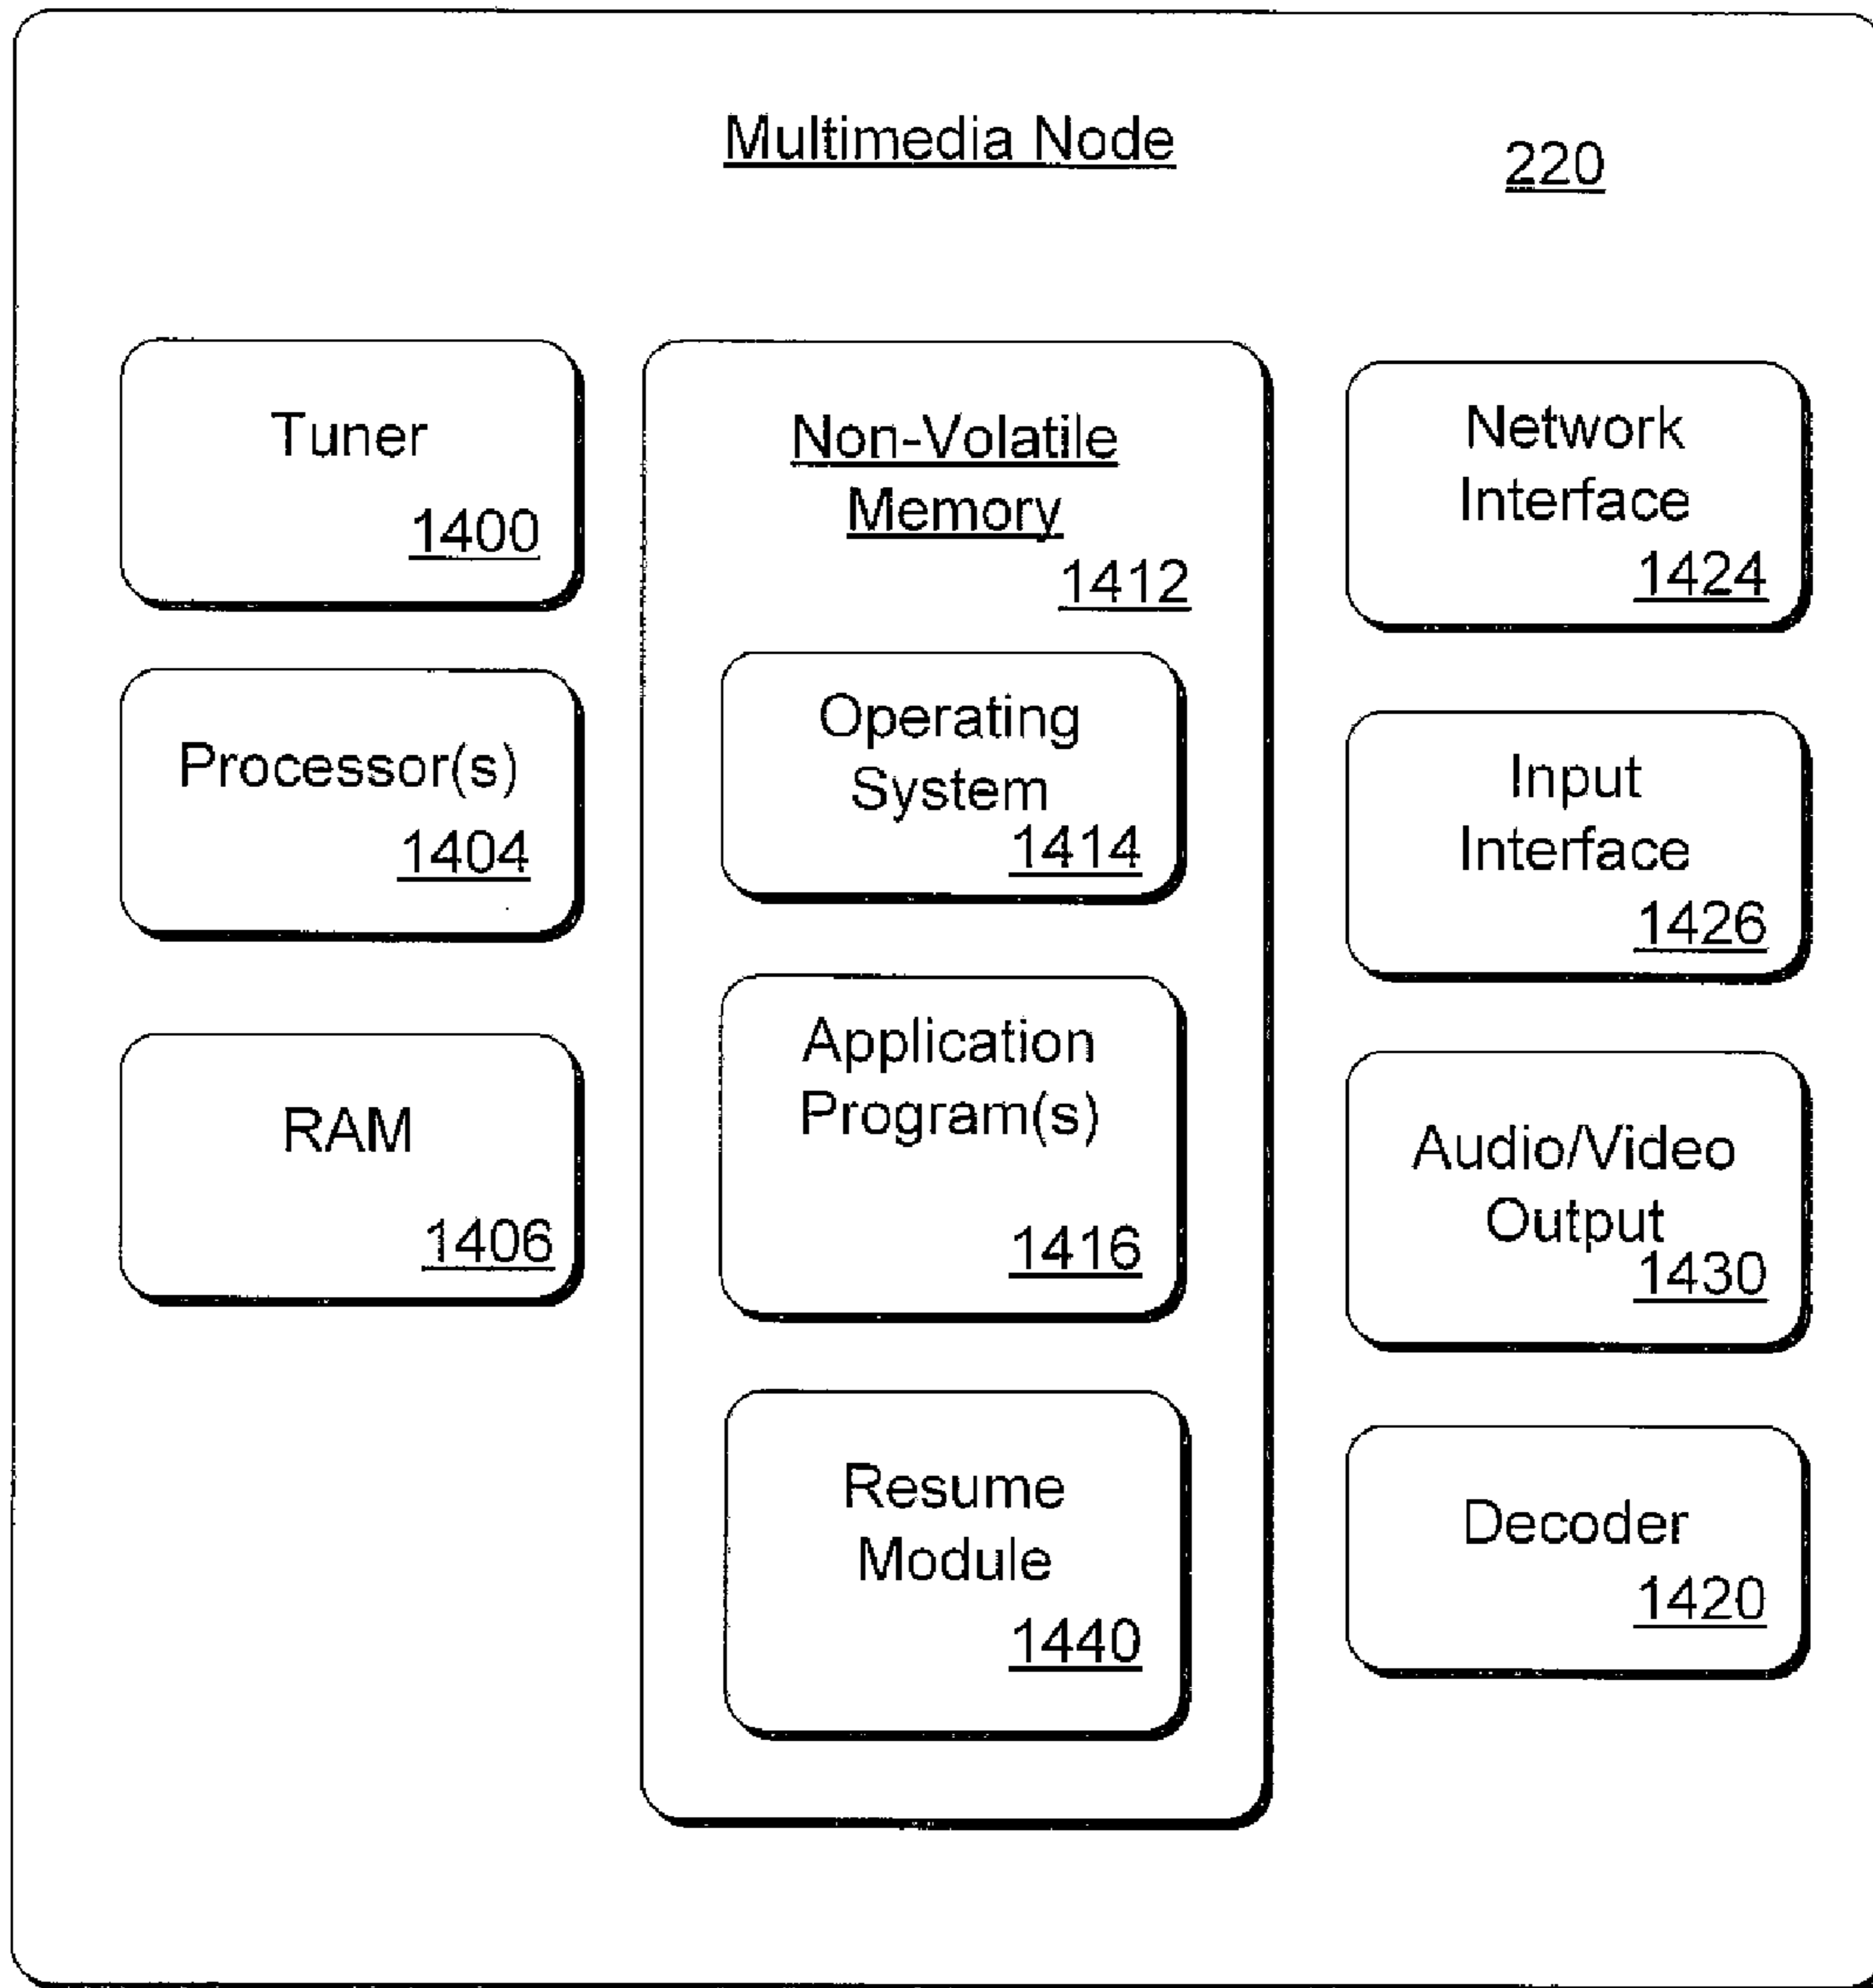 Multimedia Node
220
Tuner
1400
Processor(s)
1404
RAM
1406
Non-Volatile
Memory
1412
Operating
System
1414
Application
Program(s)
1416
Resume
Module
1440
Network
Interface
1424
Input
Interface
1426
Audio/Video
Output
1430
Decoder
1420